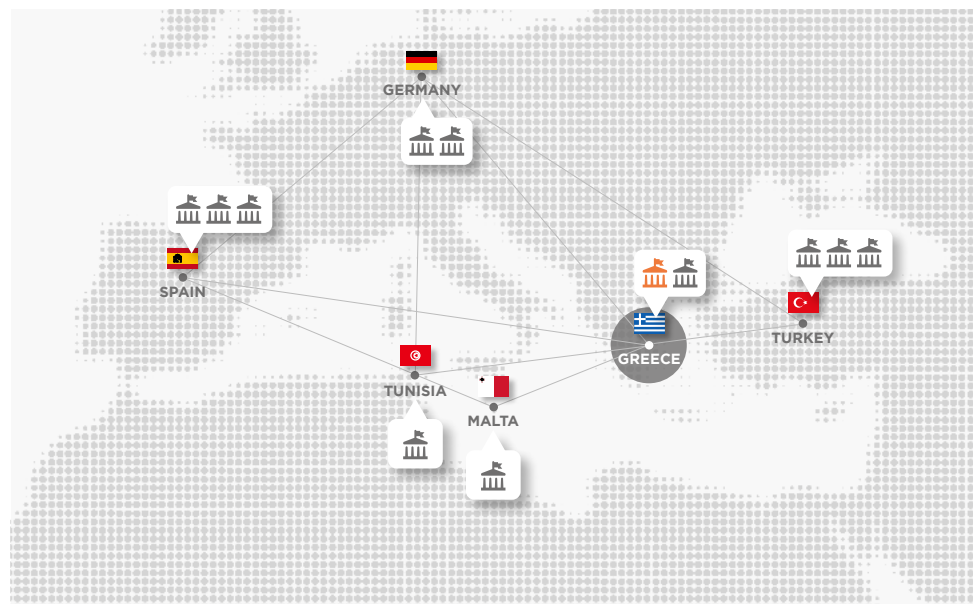 GERMANY
SPAIN
TURKEY
GREECE
TUNISIA
MALTA